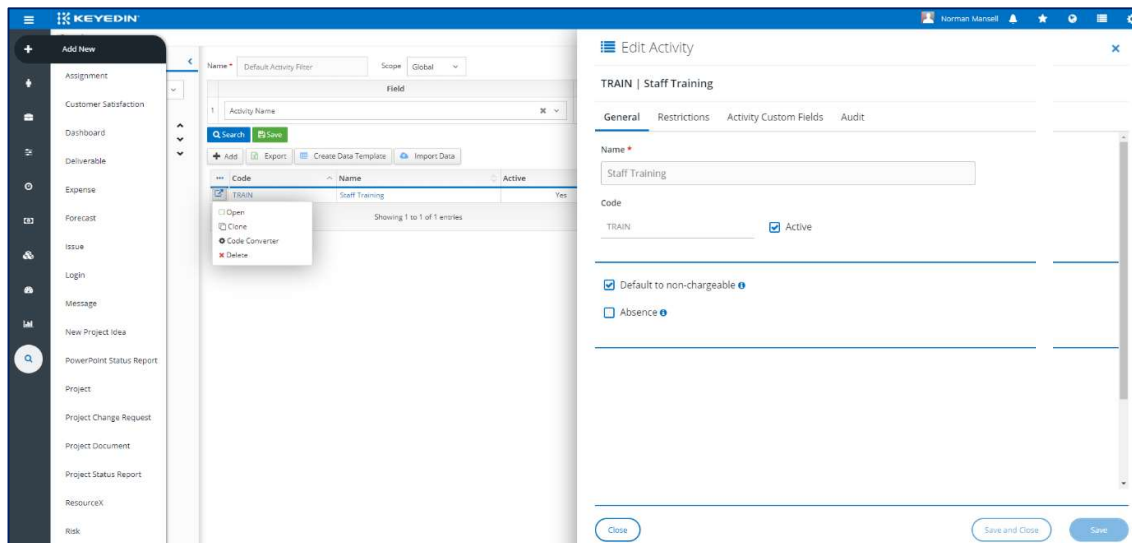 KEYEDIN
Norman Mansell
Add New
Assignment
Customer Satisfaction
Dashboard
Deliverable
Expense
Forecast
Issue
Login
Message
New Project Idea
PowerPoint Status Report
Project
Project Change Request
Project Document
Project Status Report
ResourceX
Risk
Name * Default Activity Filter Scope Global
Field
1 Activity Name
Search Save
Add Export Create Data Template Import Data
... Code Name Active
TRAIN Staff Training Yes
Showing 1 to 1 of 1 entries
Open
Clone
Code Converter
Delete
Edit Activity
TRAIN | Staff Training
General Restrictions Activity Custom Fields Audit
Name *
Staff Training
Code
TRAIN Active
Default to non-chargeable
Absence
Close Save and Close Save